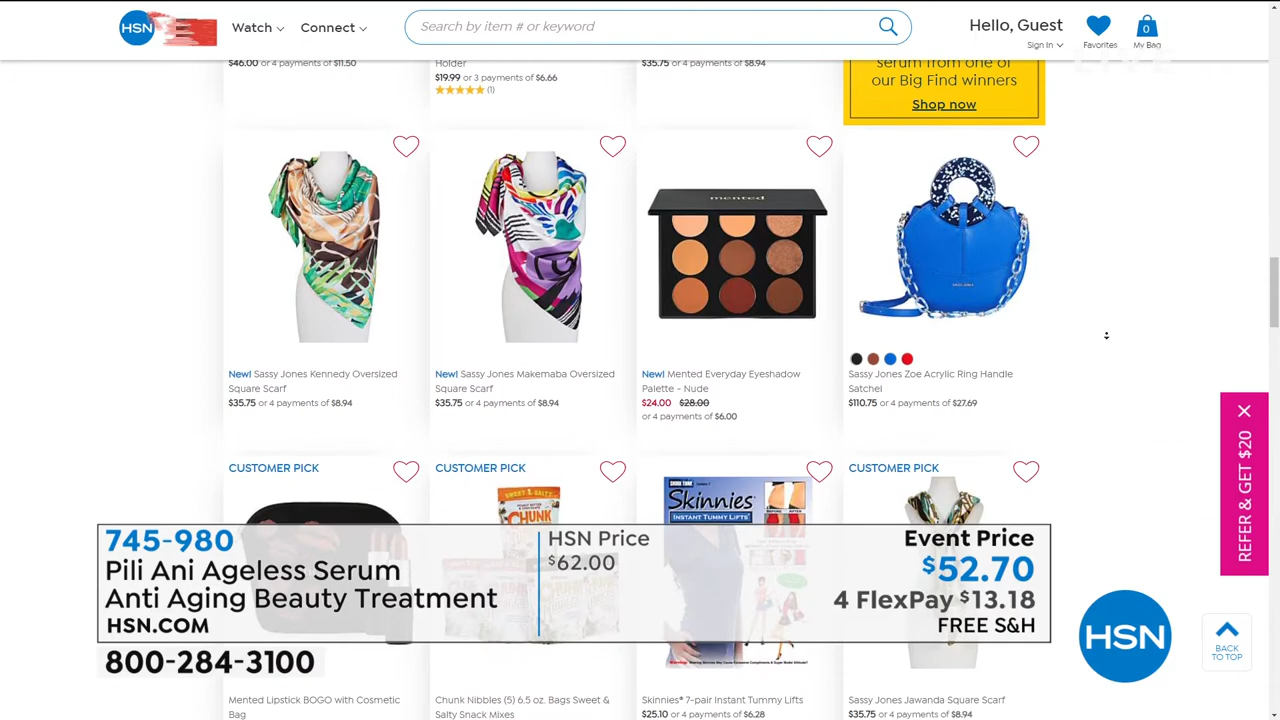 HSN
Watch
Connect
Search by item # or keyword
Hello, Guest
Sign In
Favorites
0
My Bag
$46.00 or 4 payments of $11.50
Holder
$19.99 or 3 payments of $6.66
(1)
$35.75 or 4 payments of $8.94
serum from one of
our Big Find winners
Shop now
mented
New! Sassy Jones Kennedy Oversized
Square Scarf
$35.75 or 4 payments of $8.94
New! Sassy Jones Makemaba Oversized
Square Scarf
$35.75 or 4 payments of $8.94
New! Mented Everyday Eyeshadow
Palette - Nude
$24.00 $28.00
or 4 payments of $6.00
Sassy Jones Zoe Acrylic Ring Handle
Satchel
$110.75 or 4 payments of $27.69
REFER & GET $20
CUSTOMER PICK
CUSTOMER PICK
CUSTOMER PICK
SWEET & SALTY
CHUNK
Skinnies
INSTANT TUMMY LIFTS
BEFORE
AFTER
745-980
Pili Ani Ageless Serum
Anti Aging Beauty Treatment
HSN.COM
HSN Price
$62.00
Event Price
$52.70
4 FlexPay $13.18
FREE S&H
800-284-3100
HSN
BACK
TO TOP
Mented Lipstick BOGO with Cosmetic
Bag
Chunk Nibbles (5) 6.5 oz. Bags Sweet &
Salty Snack Mixes
Skinnies® 7-pair Instant Tummy Lifts
$25.10 or 4 payments of $6.28
Sassy Jones Jawanda Square Scarf
$35.75 or 4 payments of $8.94